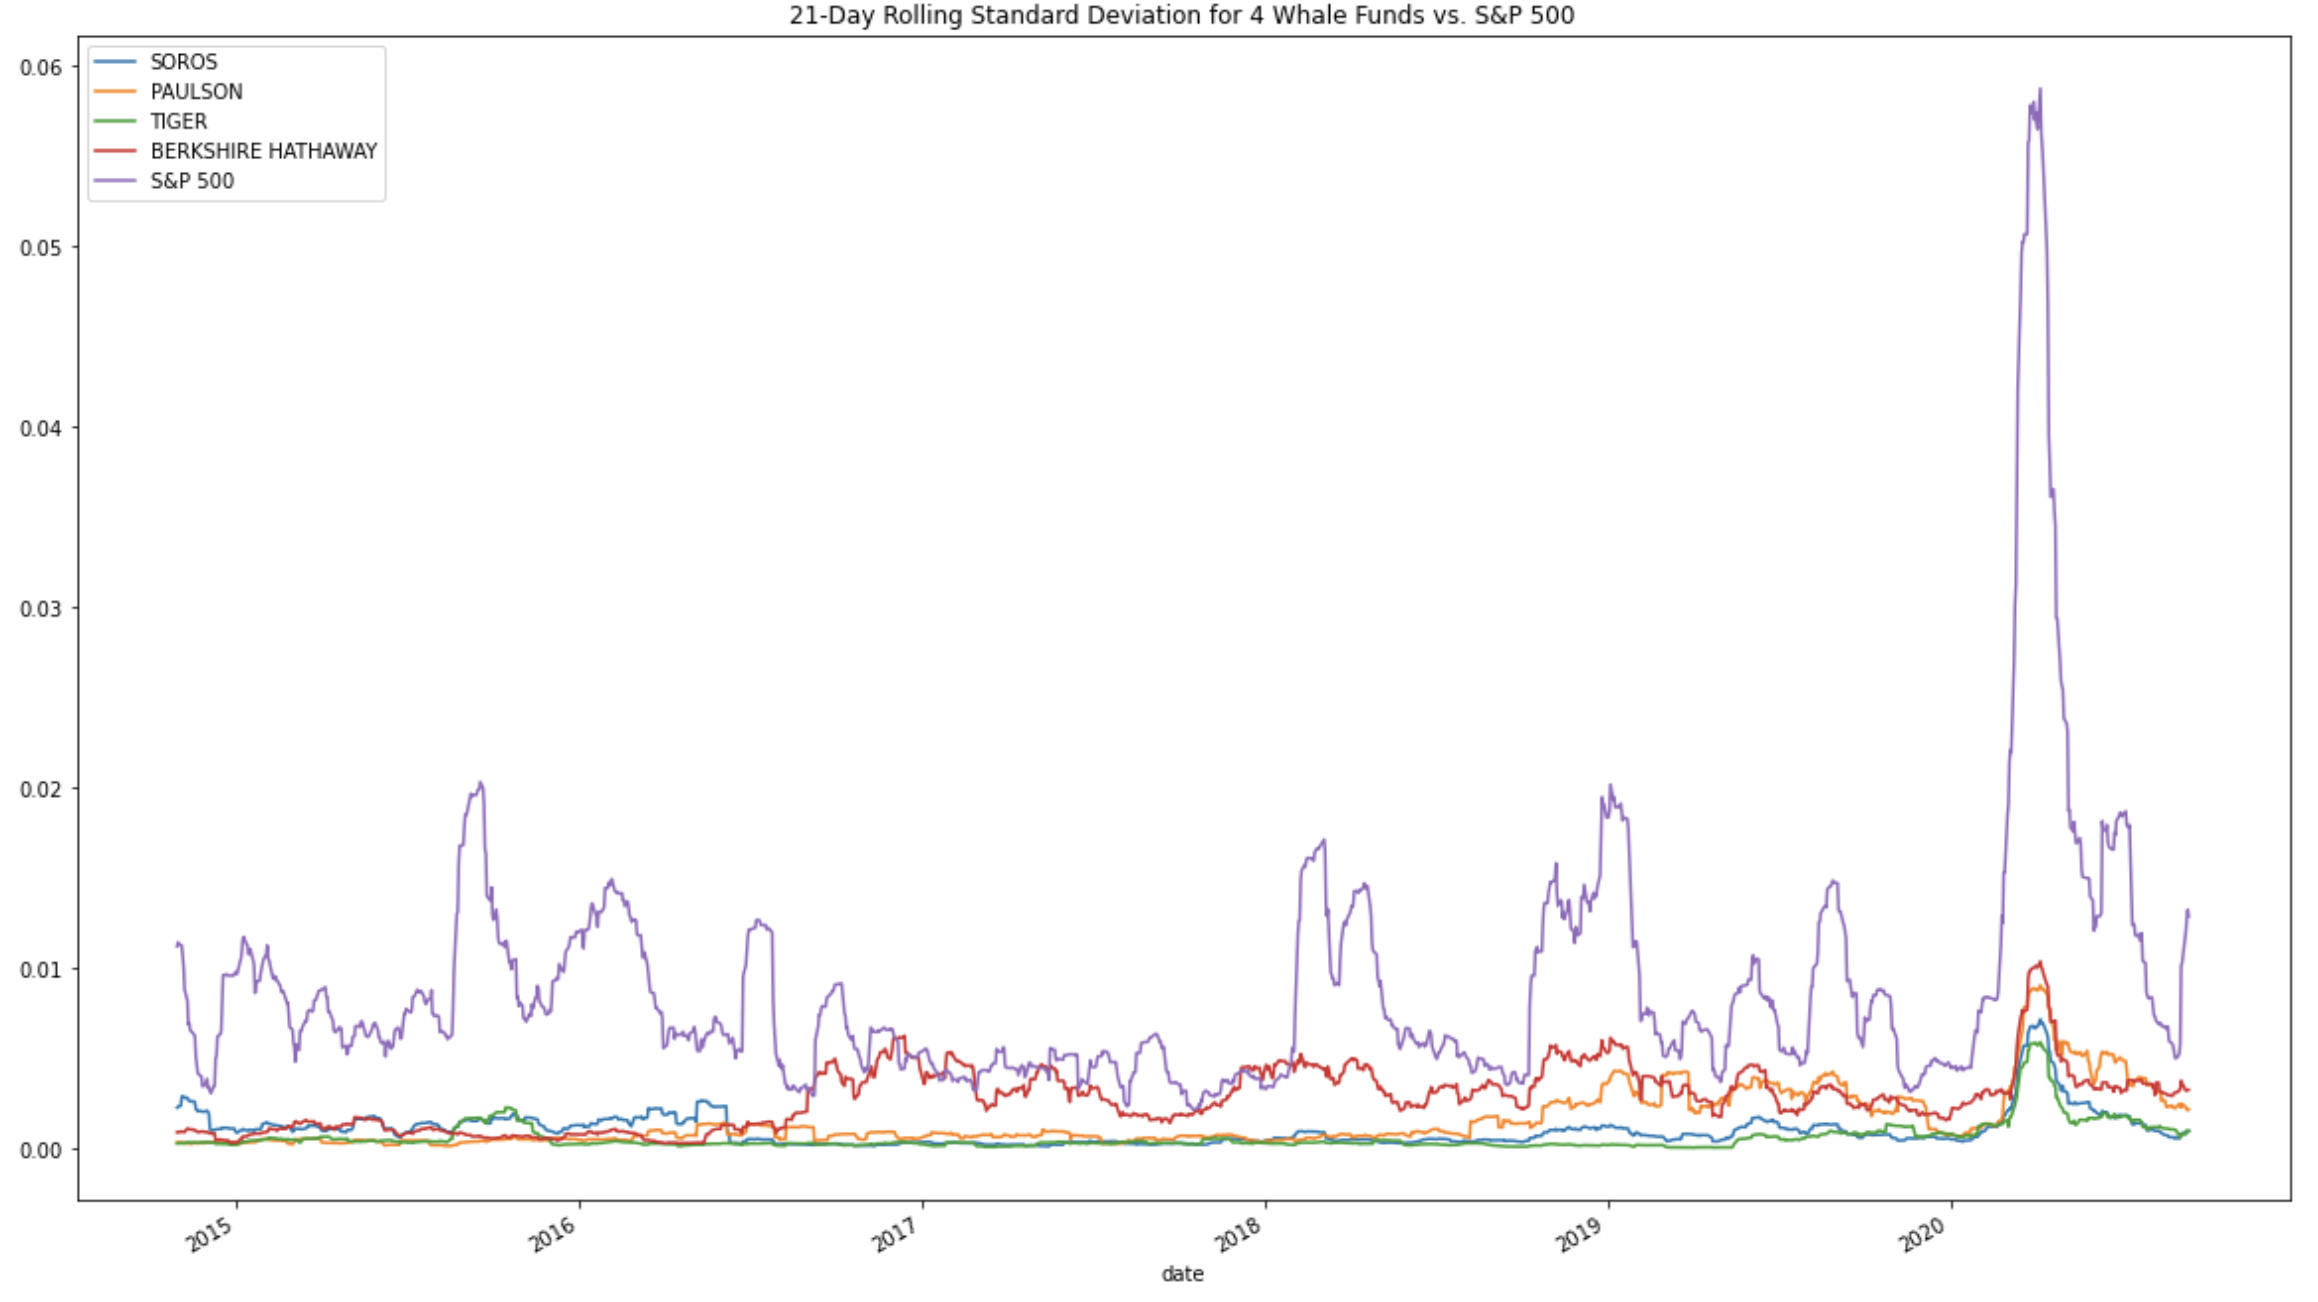 21-Day Rolling Standard Deviation for 4 Whale Funds vs. S&P 500
SOROS
PAULSON
TIGER
BERKSHIRE HATHAWAY
S&P 500
0.06
0.05
0.04
0.03
0.02
0.01
0.00
2015
2016
2017
2018
2019
2020
date